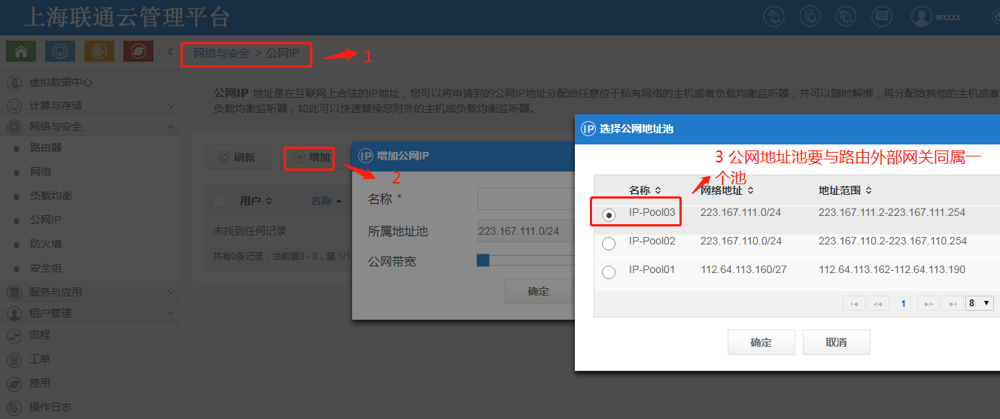 上海联通云管理平台
wxxxx
网络与安全 > 公网IP
1
虚拟数据中心
计算与存储
网络与安全
路由器
网络
负载均衡
公网IP
防火墙
安全组
服务与应用
租户管理
流程
工单
费用
操作日志
公网IP 地址是在互联网上合法的IP地址，您可以将申请到的公网IP地址分配给任意位于私有网络的主机或者负载均衡监听器，并可以随时解绑，再分配给其他的主机或者
负载均衡监听器，如此可以快速替换您对外的主机或负载均衡监听器。
刷新
增加
2
用户
名称
未找到任何记录
共有0条记录，当前第0 - 0，第 1/1
IP 增加公网IP
名称 *
所属地址池 223.167.111.0/24
公网带宽
确定
IP 选择公网地址池
3 公网地址池要与路由外部网关同属一
个池
名称 网络地址 地址范围
IP-Pool03 223.167.111.0/24 223.167.111.2-223.167.111.254
IP-Pool02 223.167.110.0/24 223.167.110.2-223.167.110.254
IP-Pool01 112.64.113.160/27 112.64.113.162-112.64.113.190
1
8
确定 取消